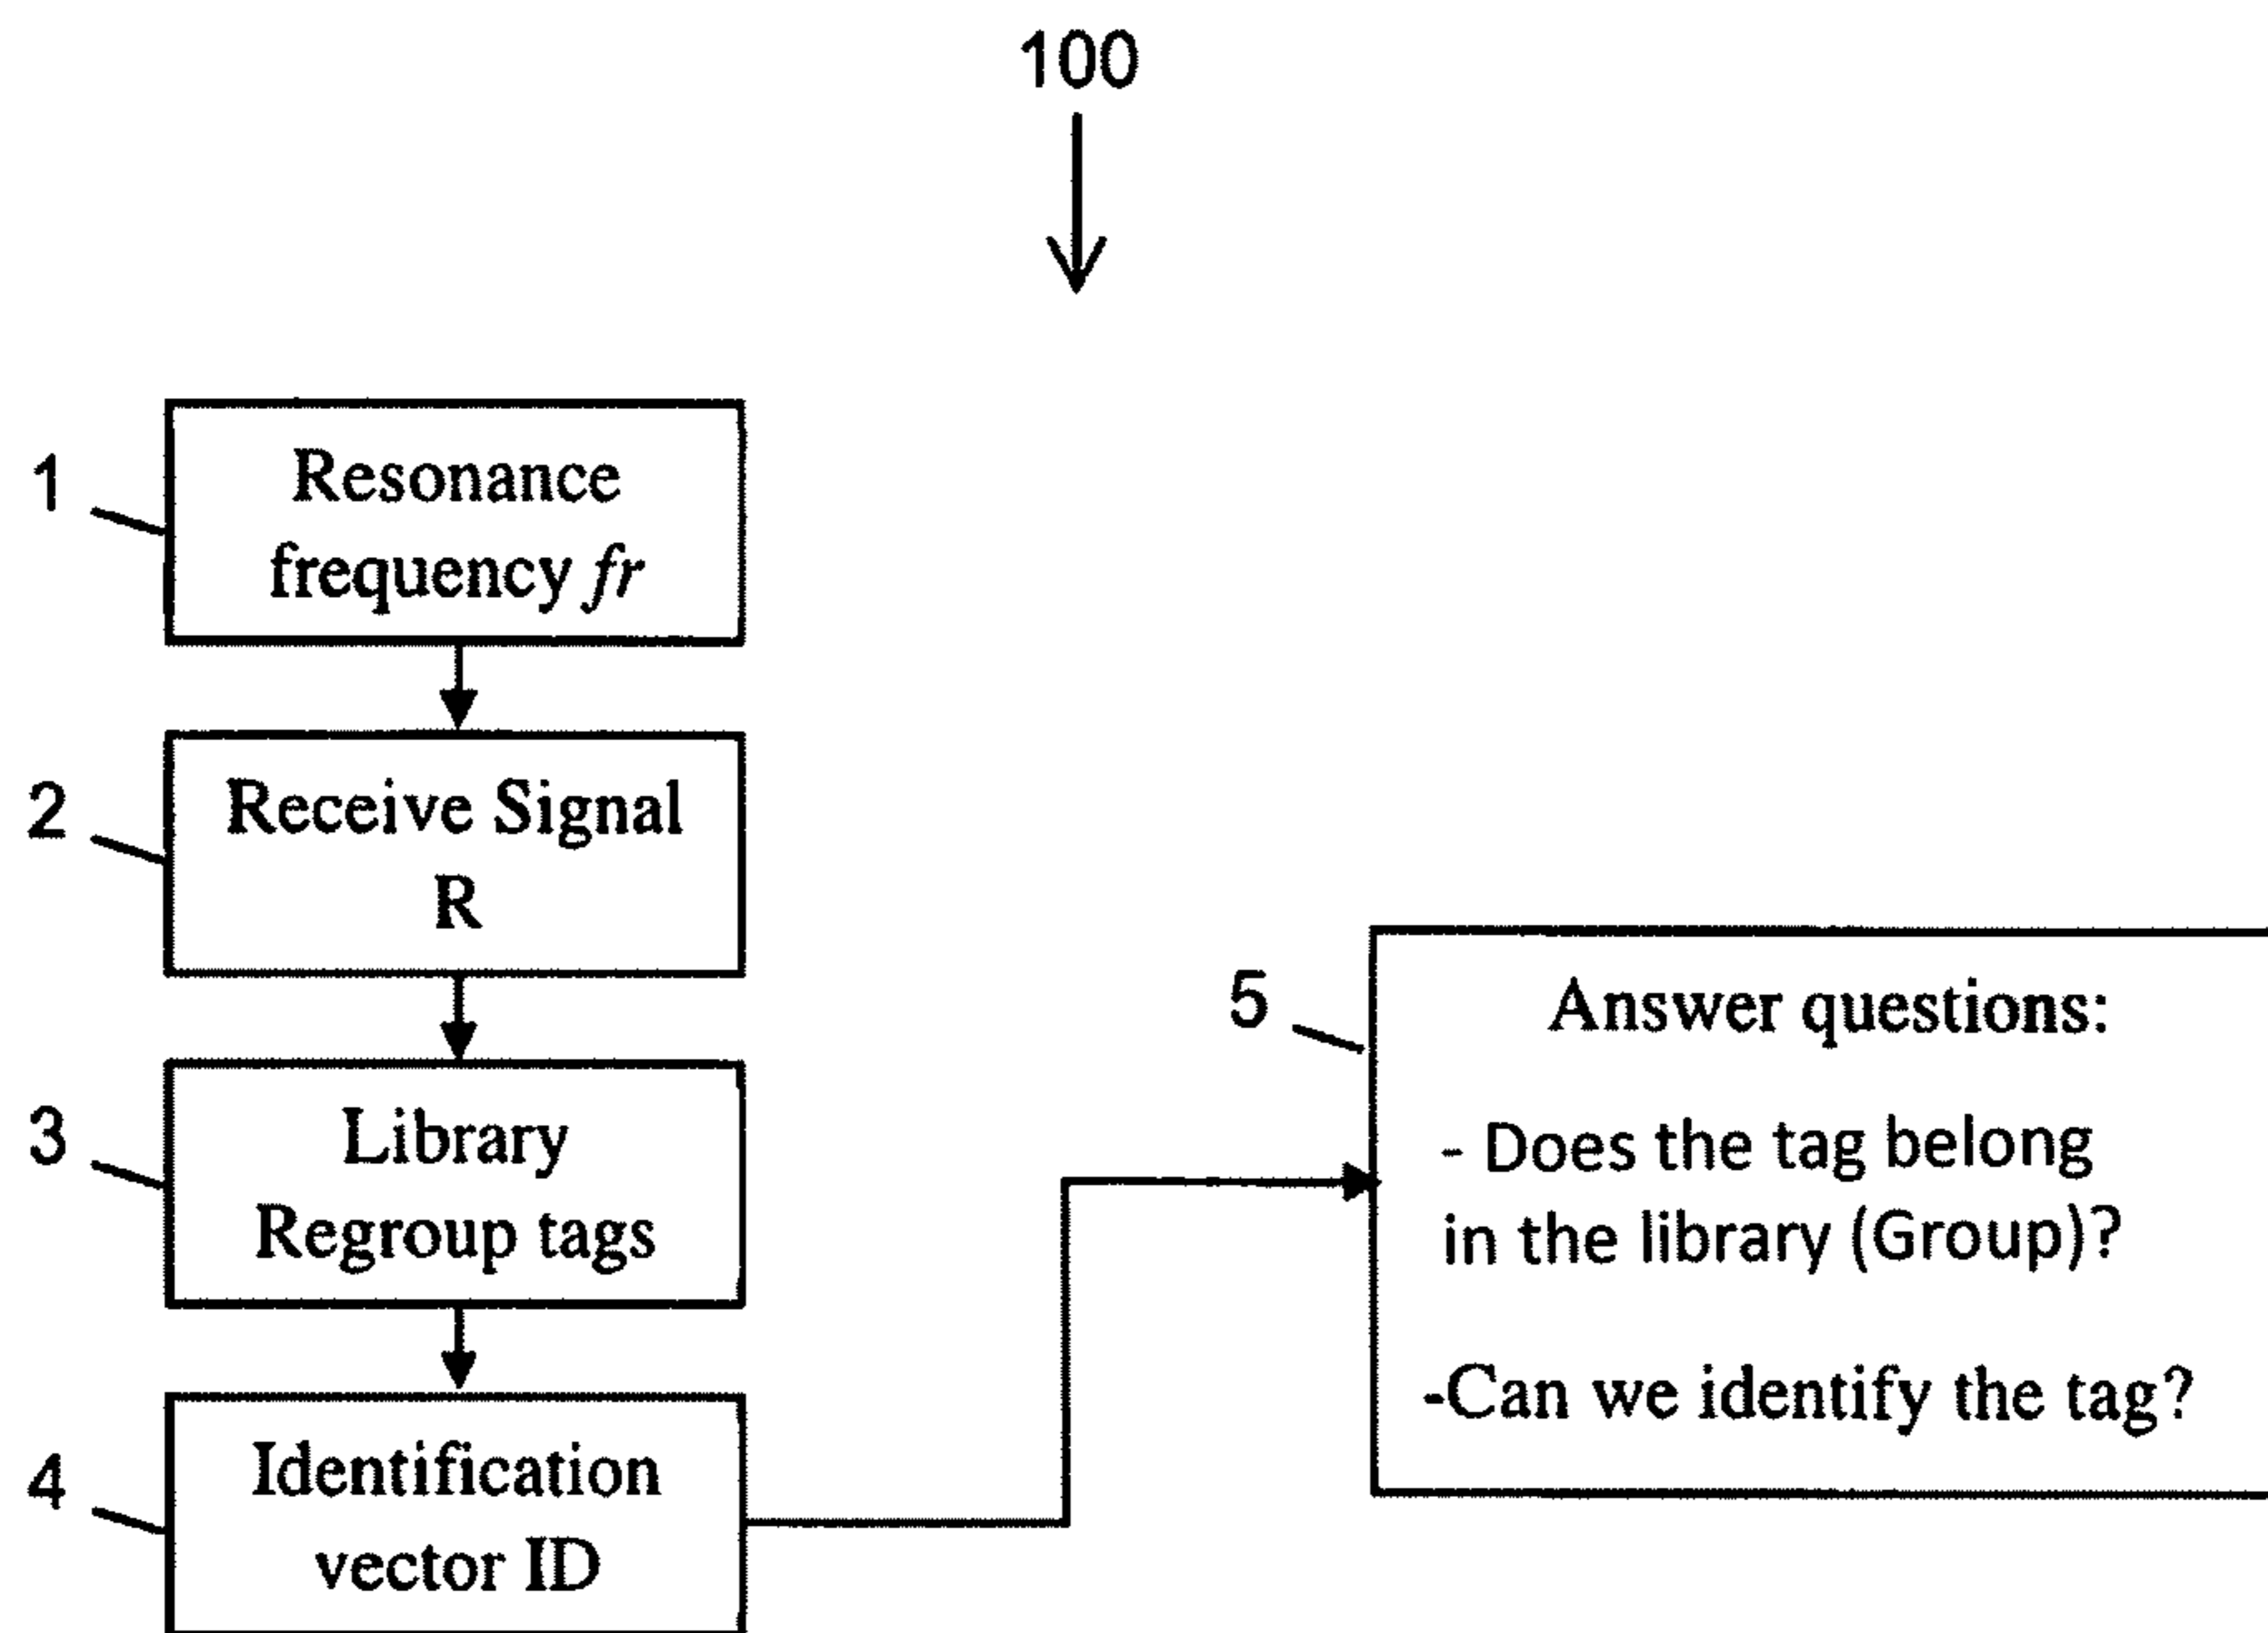 100
1
Resonance
frequency fr
2
Receive Signal
R
3
Library
Regroup tags
4
Identification
vector ID
5
Answer questions:
- Does the tag belong
in the library (Group)?
-Can we identify the tag?